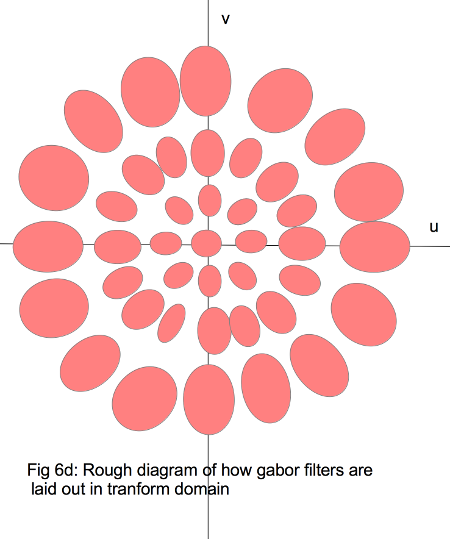 v
u
Fig 6d: Rough diagram of how gabor filters are
laid out in tranform domain